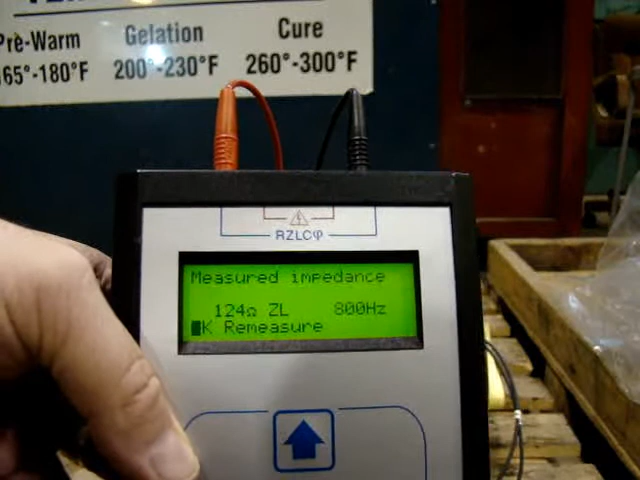 Pre-Warm Gelation Cure
165°-180°F 200°-230°F 260°-300°F
RZLCφ
Measured impedance
124Ω ZL 800Hz
K Remeasure